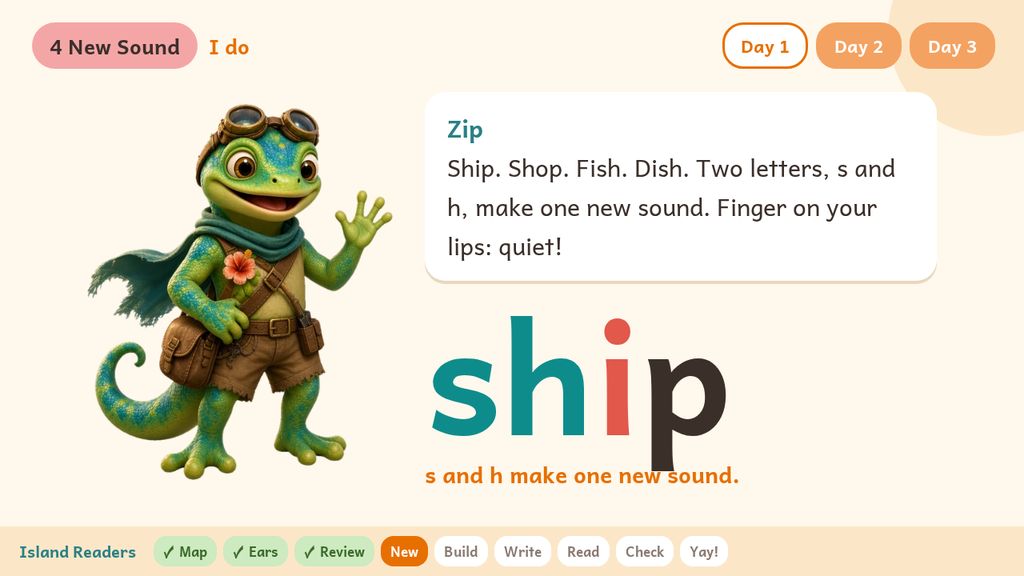 4 New Sound I do
Day 1 Day 2 Day 3
Zip
Ship. Shop. Fish. Dish. Two letters, s and
h, make one new sound. Finger on your
lips: quiet!
ship
s and h make one new sound.
Island Readers ✓ Map ✓ Ears ✓ Review New Build Write Read Check Yay!